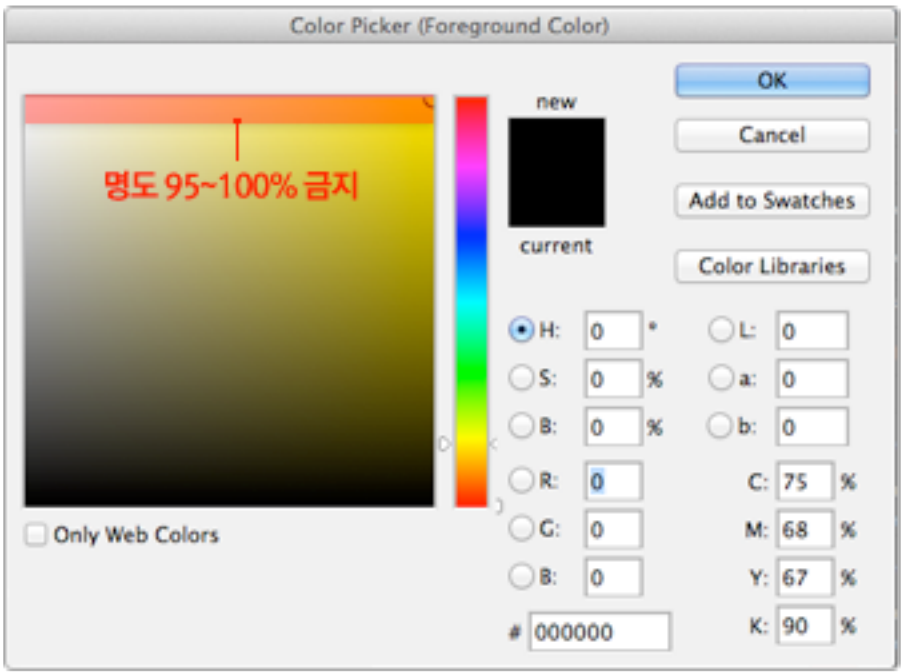 Color Picker (Foreground Color)
OK
new
Cancel
명도 95~100% 금지
Add to Swatches
current
Color Libraries
H: 0 °
L: 0
S: 0 %
a: 0
B: 0 %
b: 0
R: 0
C: 75 %
Only Web Colors
G: 0
M: 68 %
B: 0
Y: 67 %
# 000000
K: 90 %